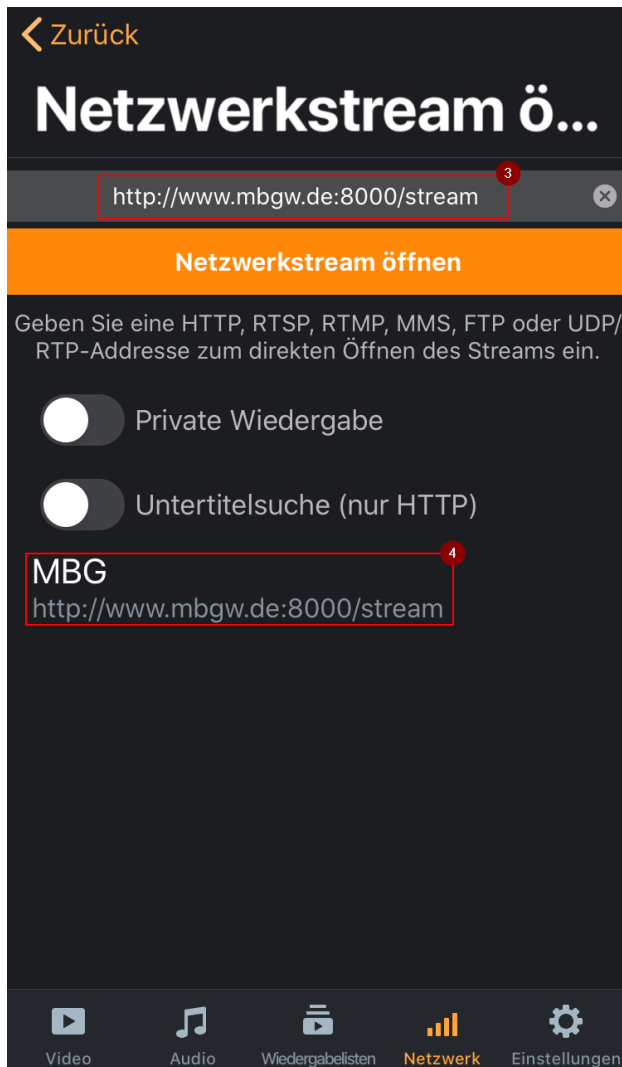 Zurück
Netzwerkstream ö...
3
http://www.mbgw.de:8000/stream
Netzwerkstream öffnen
Geben Sie eine HTTP, RTSP, RTMP, MMS, FTP oder UDP/
RTP-Addresse zum direkten Öffnen des Streams ein.
Private Wiedergabe
Untertitelsuche (nur HTTP)
4
MBG
http://www.mbgw.de:8000/stream
Video Audio Wiedergabelisten Netzwerk Einstellungen